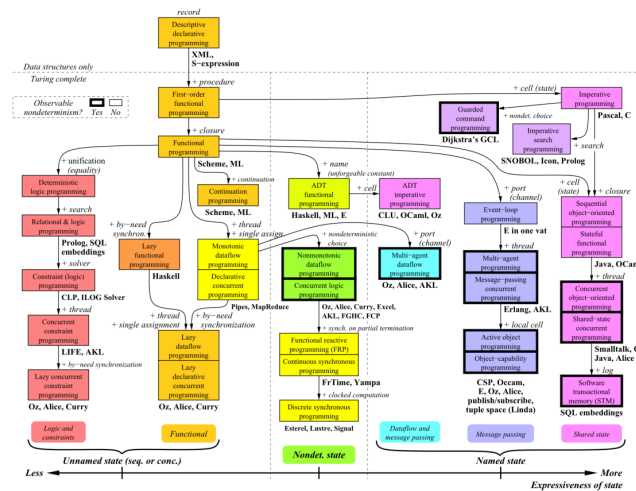 record
Descriptive
declarative
programming
XML,
S−expression
Data structures only
Turing complete
+ procedure
+ cell (state)
Observable
nondeterminism?
Yes
No
First−order
functional
programming
Imperative
programming
Pascal, C
+ nondet. choice
Guarded
command
programming
Dijkstra's GCL
+ search
Imperative
search
programming
SNOBOL, Icon, Prolog
+ closure
Functional
programming
Scheme, ML
+ unification
(equality)
Deterministic
logic programming
+ search
Relational & logic
programming
Prolog, SQL
embeddings
+ solver
Constraint (logic)
programming
CLP, ILOG Solver
+ thread
Concurrent
constraint
programming
LIFE, AKL
+ by−need synchronization
Lazy concurrent
constraint
programming
Oz, Alice, Curry
+ continuation
Continuation
programming
Scheme, ML
+ by−need
synchron.
Lazy
functional
programming
Haskell
+ thread
+ single assignment
+ thread
+ single assign.
Monotonic
dataflow
programming
Declarative
concurrent
programming
Pipes, MapReduce
+ by−need
synchronization
Lazy
dataflow
programming
Lazy
declarative
concurrent
programming
Oz, Alice, Curry
+ name
(unforgeable constant)
ADT
functional
programming
Haskell, ML, E
+ cell
ADT
imperative
programming
CLU, OCaml, Oz
+ nondeterministic
choice
Nonmonotonic
dataflow
programming
Concurrent logic
programming
Oz, Alice, Curry, Excel,
AKL, FGHC, FCP
+ synch. on partial termination
Functional reactive
programming (FRP)
Continuous synchronous
programming
FrTime, Yampa
+ clocked computation
Discrete synchronous
programming
Esterel, Lustre, Signal
+ port
(channel)
Multi−agent
dataflow
programming
Oz, Alice, AKL
+ port
(channel)
Event−loop
programming
E in one vat
+ thread
Multi−agent
programming
Message−passing
concurrent
programming
Erlang, AKL
+ local cell
Active object
programming
Object−capability
programming
CSP, Occam,
E, Oz, Alice,
publish/subscribe,
tuple space (Linda)
+ cell
(state)
+ closure
Sequential
object−oriented
programming
Stateful
functional
programming
Java, OCam
+ thread
Concurrent
object−oriented
programming
Shared−state
concurrent
programming
Smalltalk, O
Java, Alice
+ log
Software
transactional
memory (STM)
SQL embeddings
Logic and
constraints
Functional
Dataflow and
message passing
Message passing
Shared state
Unnamed state (seq. or conc.)
Nondet. state
Named state
Less
More
Expressiveness of state